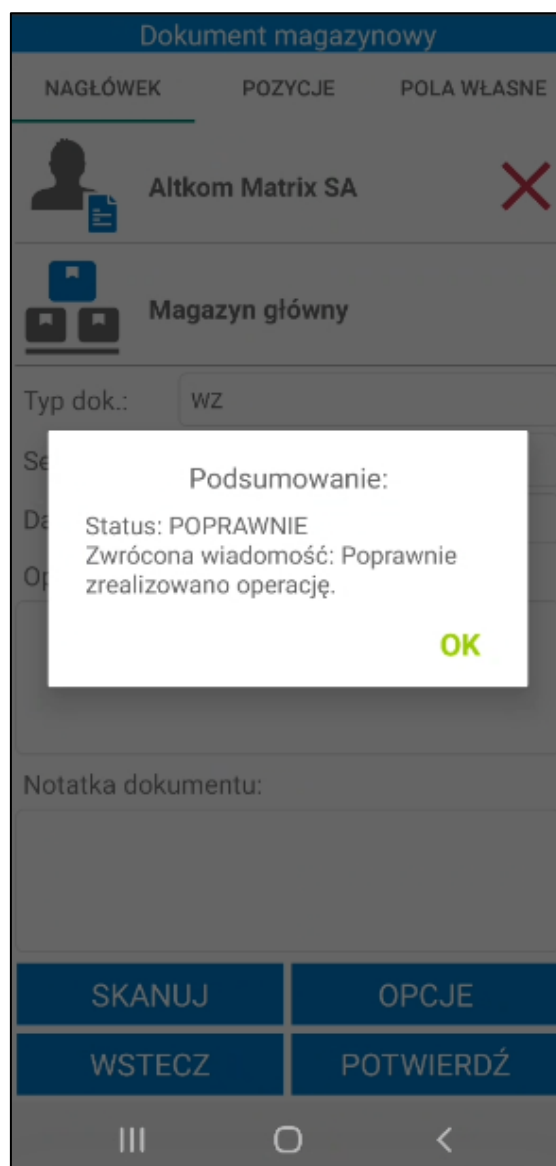 Dokument magazynowy
NAGŁÓWEK POZYCJE POLA WŁASNE
Altkom Matrix SA
Magazyn główny
Typ dok.: WZ
Podsumowanie:
Status: POPRAWNIE
Zwrócona wiadomość: Poprawnie
zrealizowano operację.
OK
Notatka dokumentu:
SKANUJ OPCJE
WSTECZ POTWIERDŹ